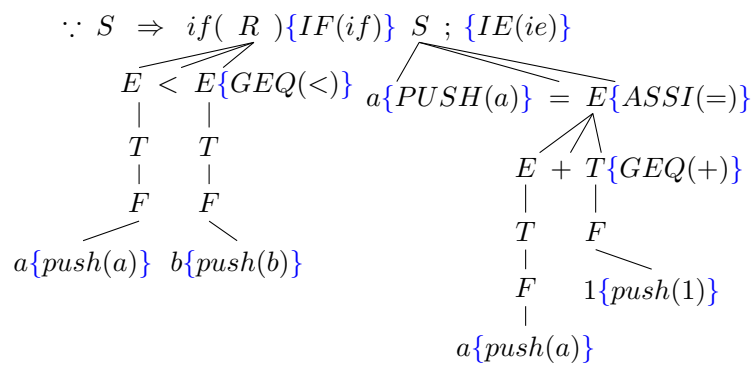 ∵ S ⇒ if( R ){IF(if)} S ; {IE(ie)}
E < E{GEQ(<)} a{PUSH(a)} = E{ASSI(=)}
T T E + T{GEQ(+)}
F F T F
a{push(a)} b{push(b)} F 1{push(1)}
a{push(a)}